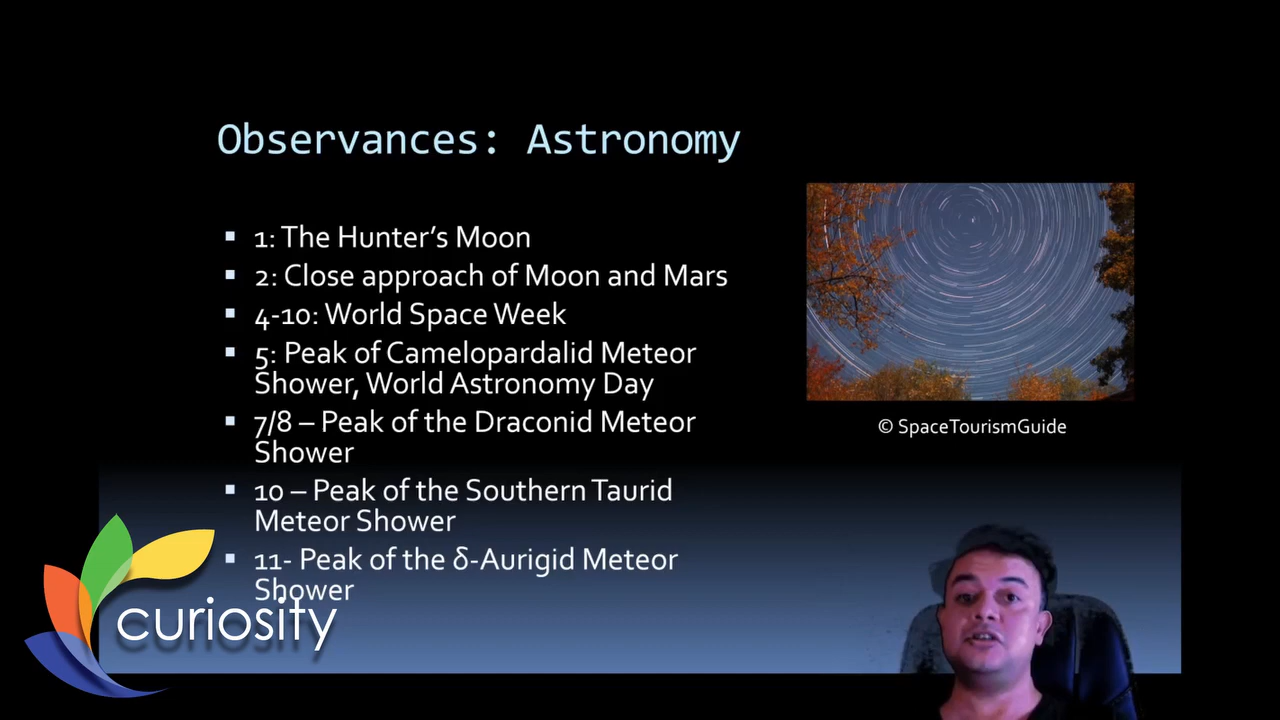 Observances: Astronomy
1: The Hunter’s Moon
2: Close approach of Moon and Mars
4-10: World Space Week
5: Peak of Camelopardalid Meteor
Shower, World Astronomy Day
7/8 – Peak of the Draconid Meteor
Shower
10 – Peak of the Southern Taurid
Meteor Shower
11- Peak of the δ-Aurigid Meteor
Shower
© SpaceTourismGuide
curiosity